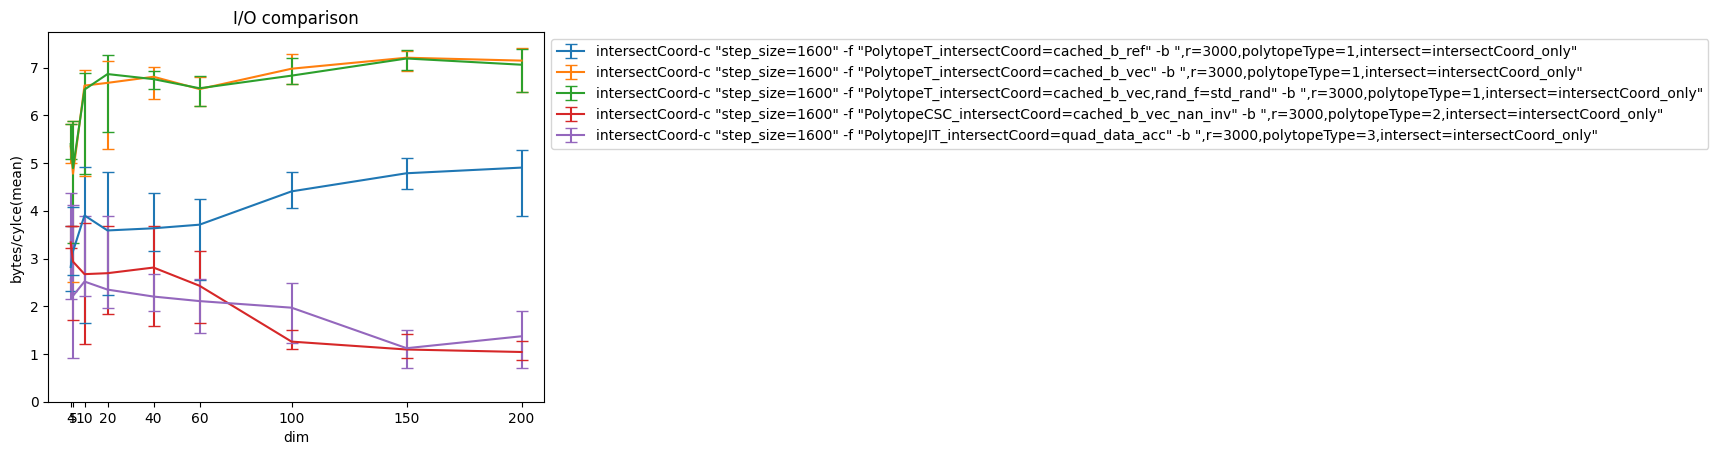 I/O comparison
7
6
5
4
3
2
1
0
bytes/cylce(mean)
4 5 10 20 40 60 100 150 200
dim
intersectCoord-c "step_size=1600" -f "PolytopeT_intersectCoord=cached_b_ref" -b ",r=3000,polytopeType=1,intersect=intersectCoord_only"
intersectCoord-c "step_size=1600" -f "PolytopeT_intersectCoord=cached_b_vec" -b ",r=3000,polytopeType=1,intersect=intersectCoord_only"
intersectCoord-c "step_size=1600" -f "PolytopeT_intersectCoord=cached_b_vec,rand_f=std_rand" -b ",r=3000,polytopeType=1,intersect=intersectCoord_only"
intersectCoord-c "step_size=1600" -f "PolytopeCSC_intersectCoord=cached_b_vec_nan_inv" -b ",r=3000,polytopeType=2,intersect=intersectCoord_only"
intersectCoord-c "step_size=1600" -f "PolytopeJIT_intersectCoord=quad_data_acc" -b ",r=3000,polytopeType=3,intersect=intersectCoord_only"